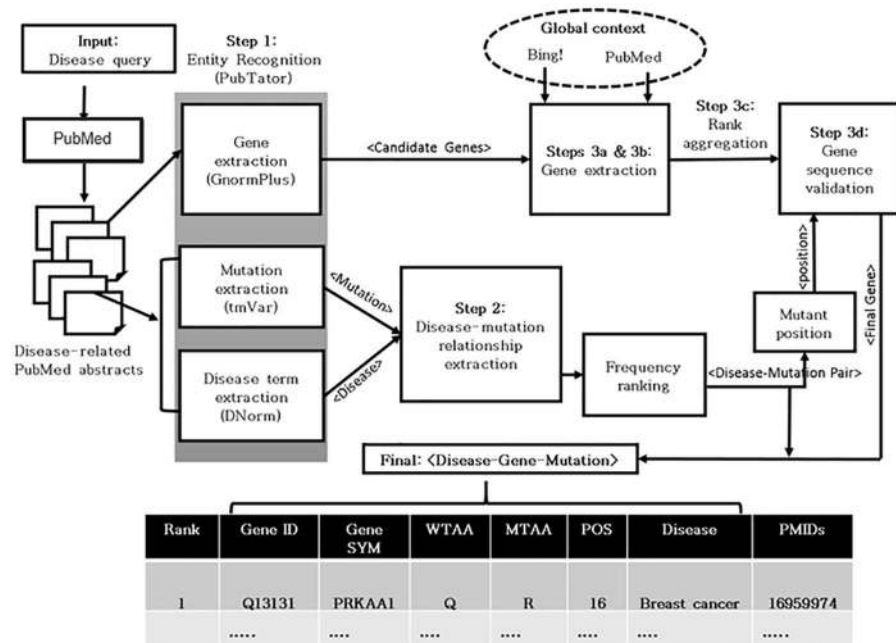 Input:
Disease query
PubMed
Disease-related
PubMed abstracts
Step 1:
Entity Recognition
(PubTator)
Gene
extraction
(GnormPlus)
Mutation
extraction
(tmVar)
Disease term
extraction
(DNorm)
<Candidate Genes>
<Mutation>
<Disease>
Global context
Bing!
PubMed
Steps 3a & 3b:
Gene extraction
Step 3c:
Rank
aggregation
Step 3d:
Gene
sequence
validation
Step 2:
Disease-mutation
relationship
extraction
Frequency
ranking
<Disease-Mutation Pair>
Mutant
position
<position>
<Final Gene>
Final: <Disease-Gene-Mutation>
Rank Gene ID Gene SYM WTAA MTAA POS Disease PMIDs
1 Q13131 PRKAA1 Q R 16 Breast cancer 16959974
..... .... .... .... .... .... .....